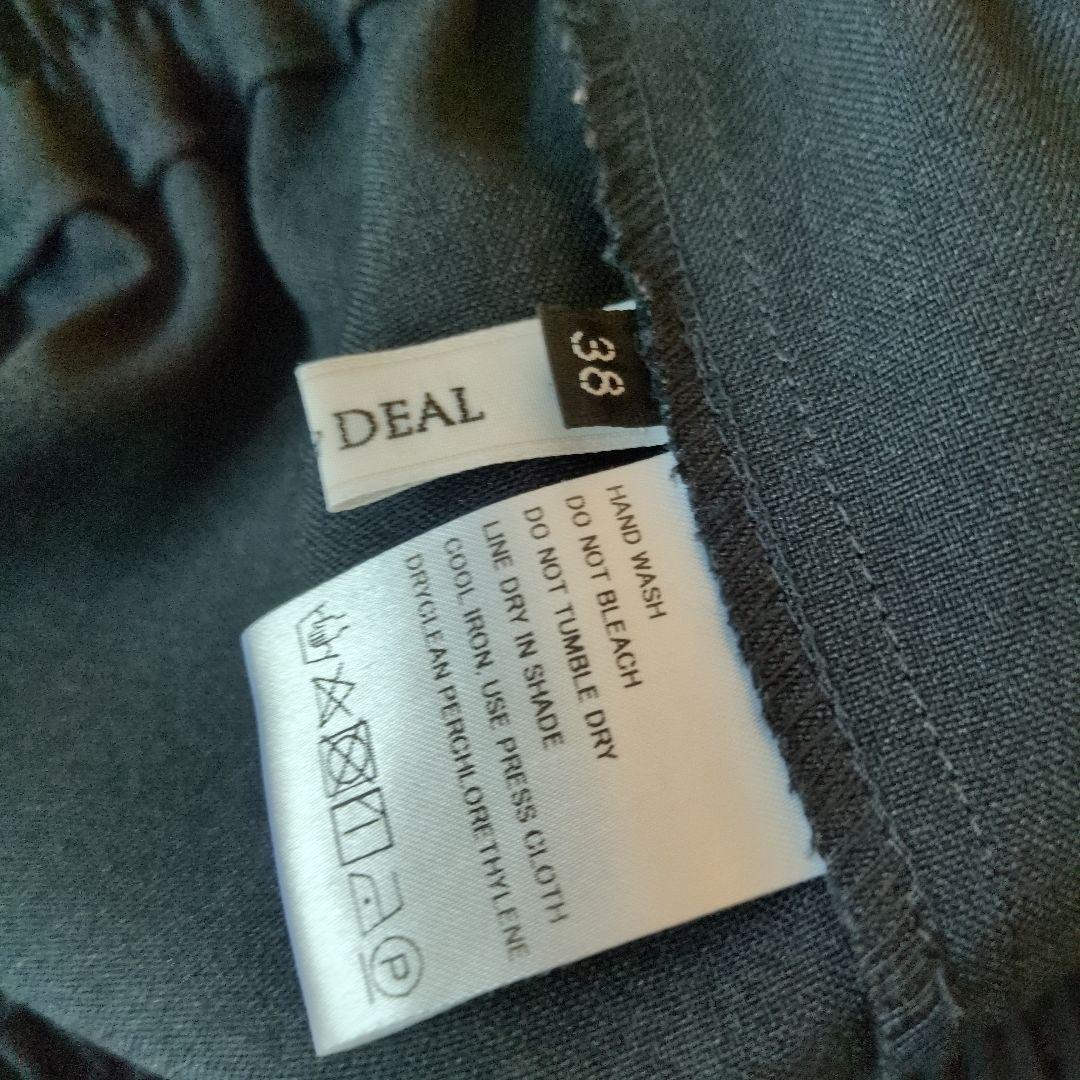 DEAL
38
HAND WASH
DO NOT BLEACH
DO NOT TUMBLE DRY
LINE DRY IN SHADE
COOL IRON, USE PRESS CLOTH
DRYCLEAN PERCHLORETHYLENE
P